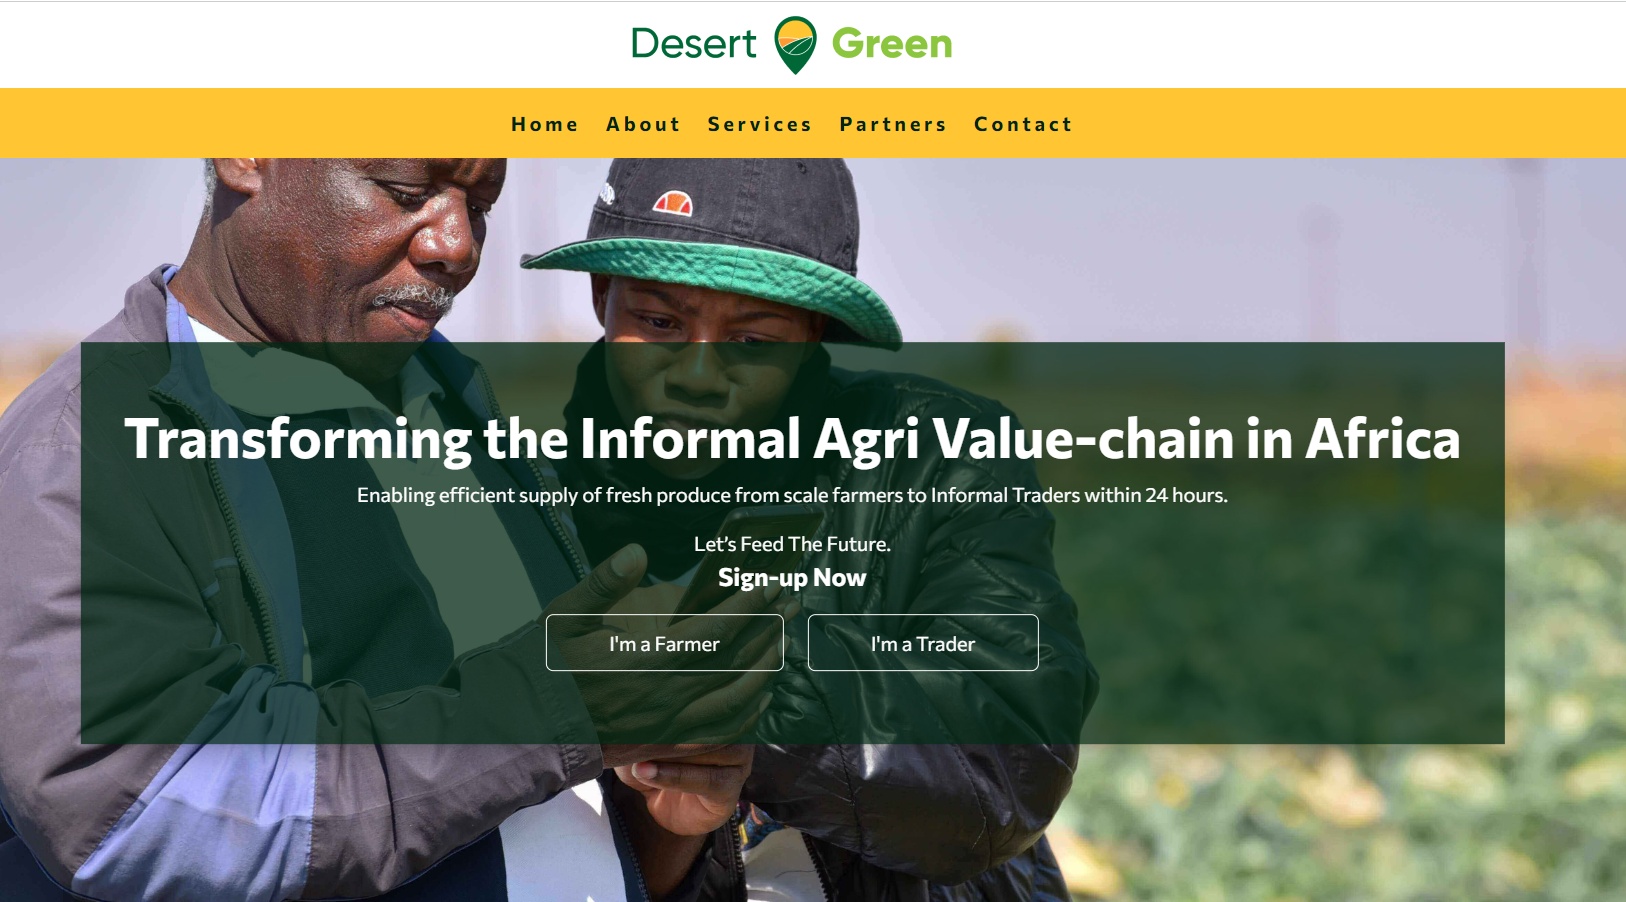 Desert Green
Home About Services Partners Contact
Transforming the Informal Agri Value-chain in Africa
Enabling efficient supply of fresh produce from scale farmers to Informal Traders within 24 hours.
Let's Feed The Future.
Sign-up Now
I'm a Farmer I'm a Trader